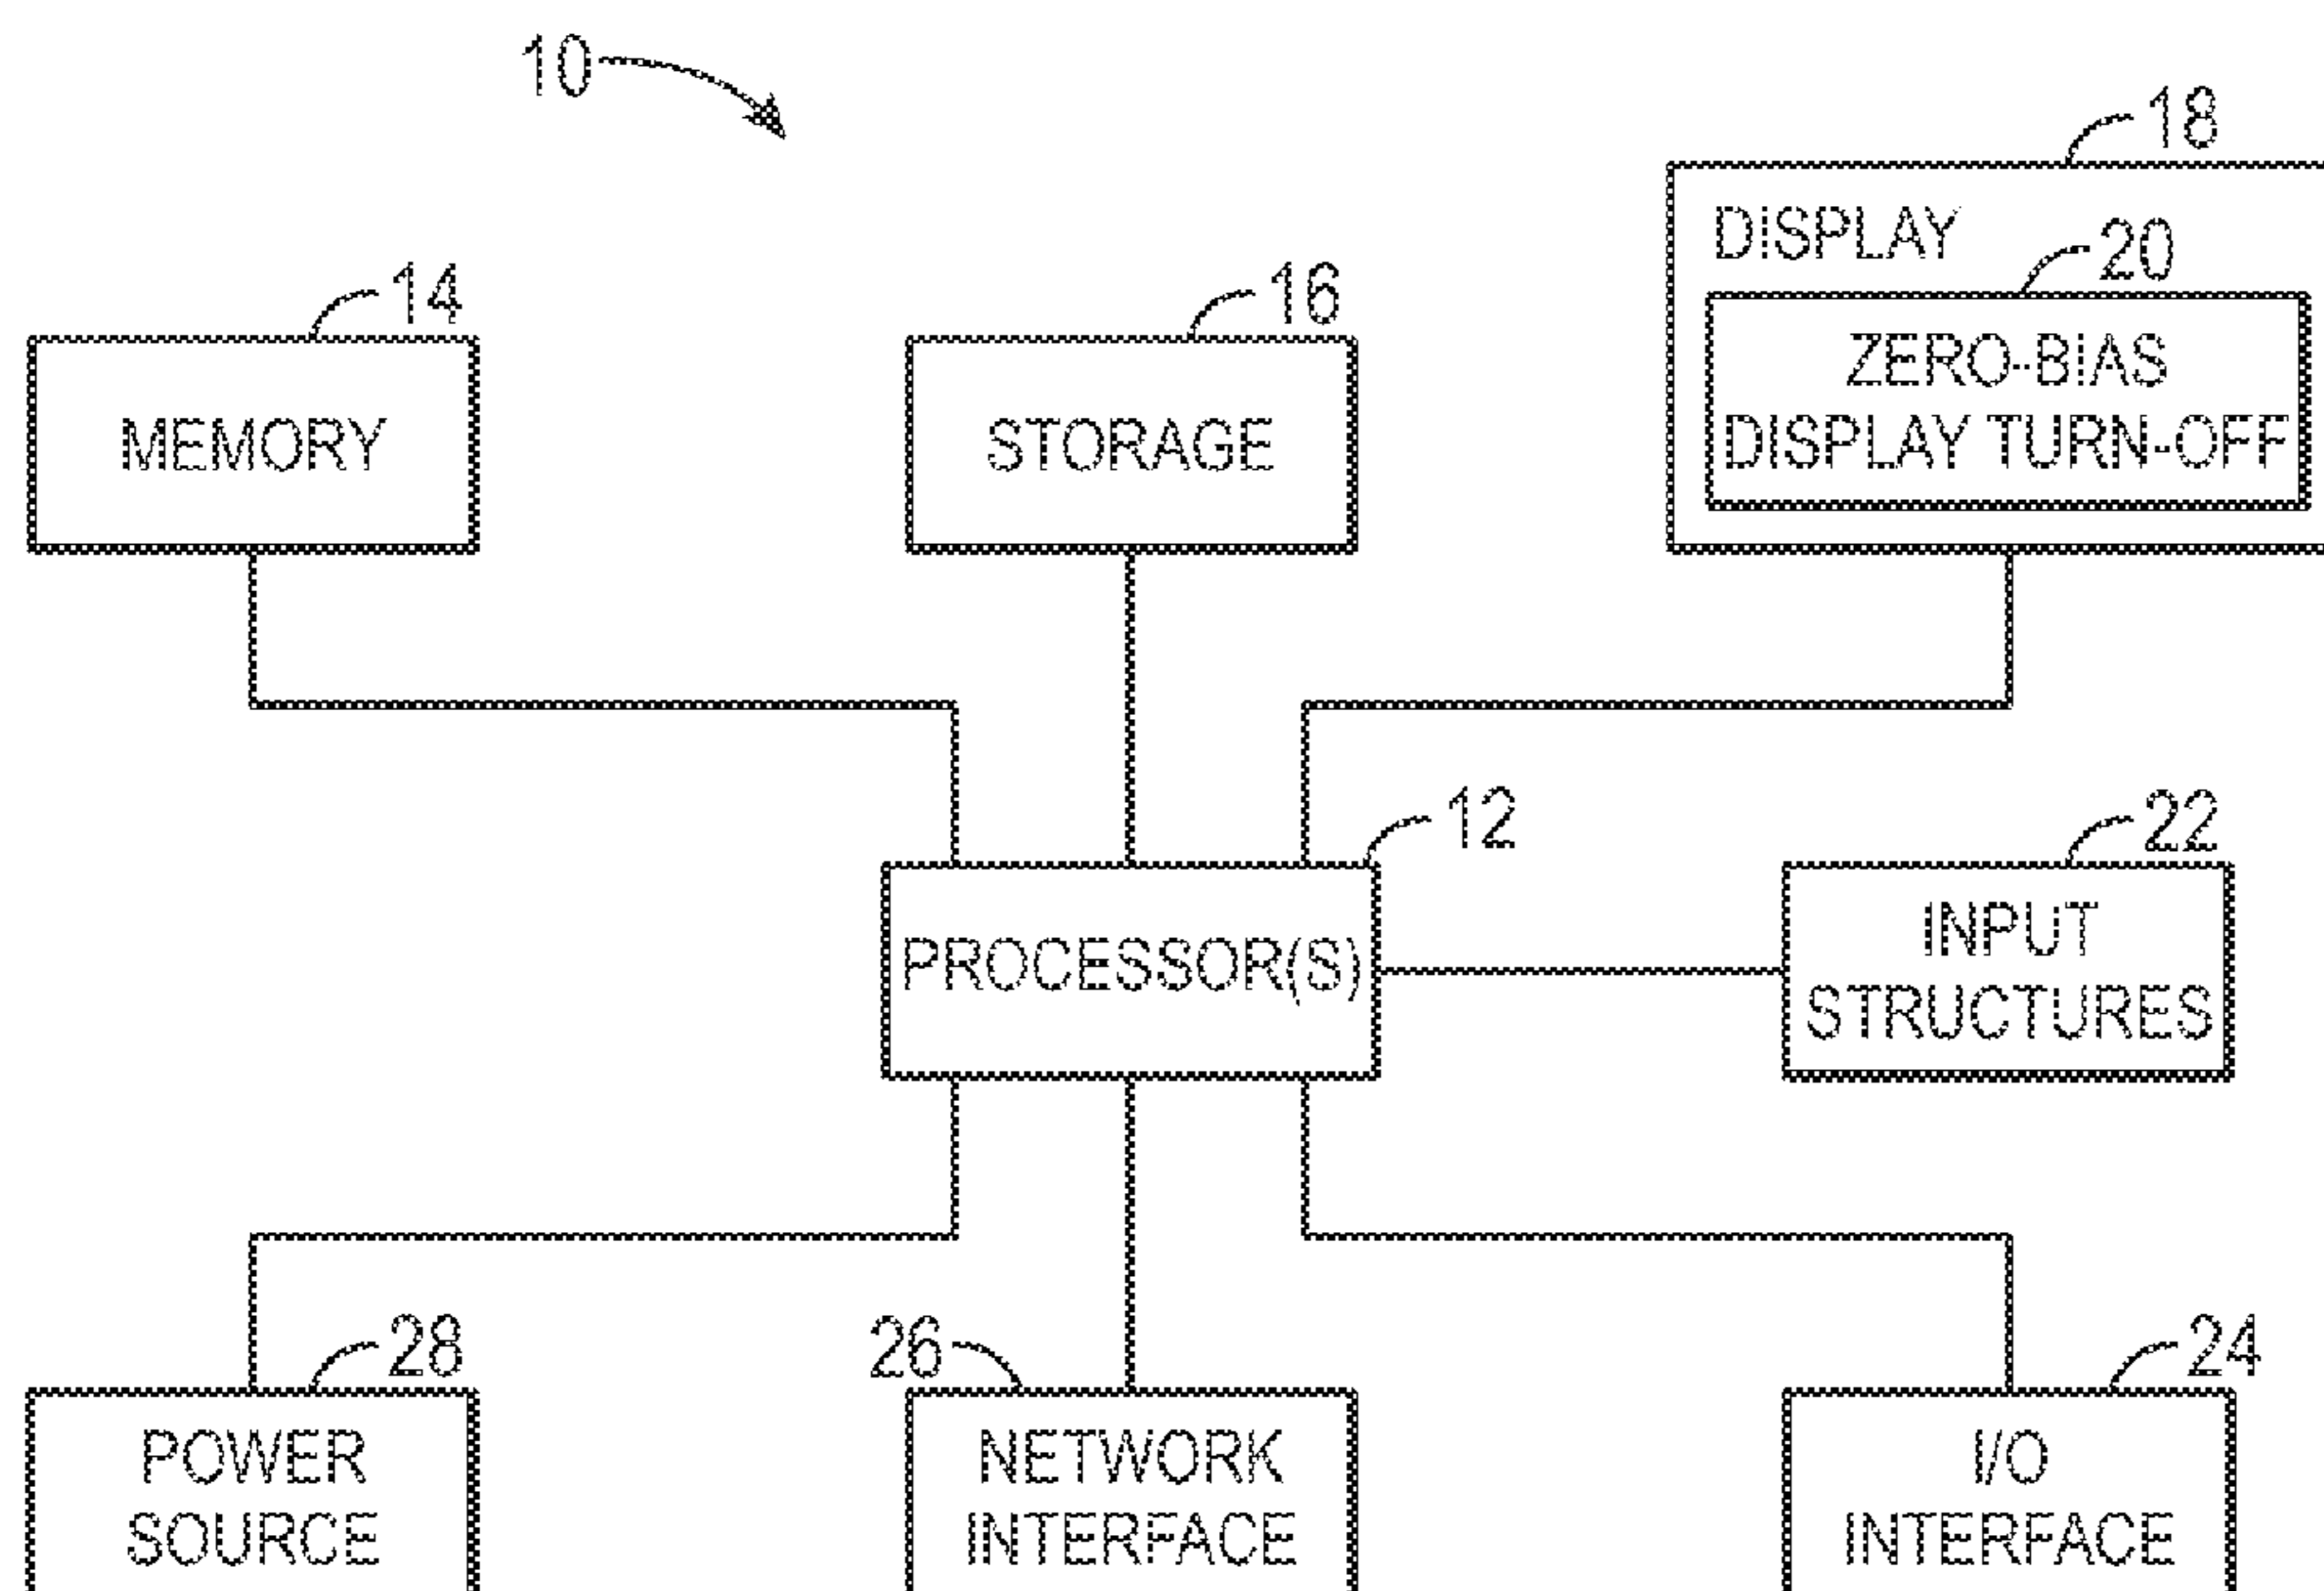 10
18
DISPLAY
20
14
16
ZERO-BIAS
DISPLAY TURN-OFF
MEMORY
STORAGE
12
22
PROCESSOR(S)
INPUT
STRUCTURES
28
26
24
POWER
SOURCE
NETWORK
INTERFACE
I/O
INTERFACE